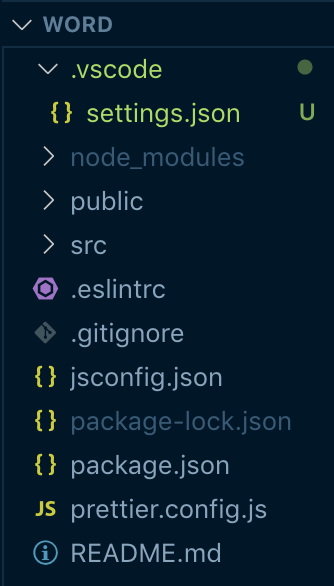 WORD
.vscode
{} settings.json U
node_modules
public
src
.eslintrc
.gitignore
{} jsconfig.json
{} package-lock.json
{} package.json
JS prettier.config.js
README.md